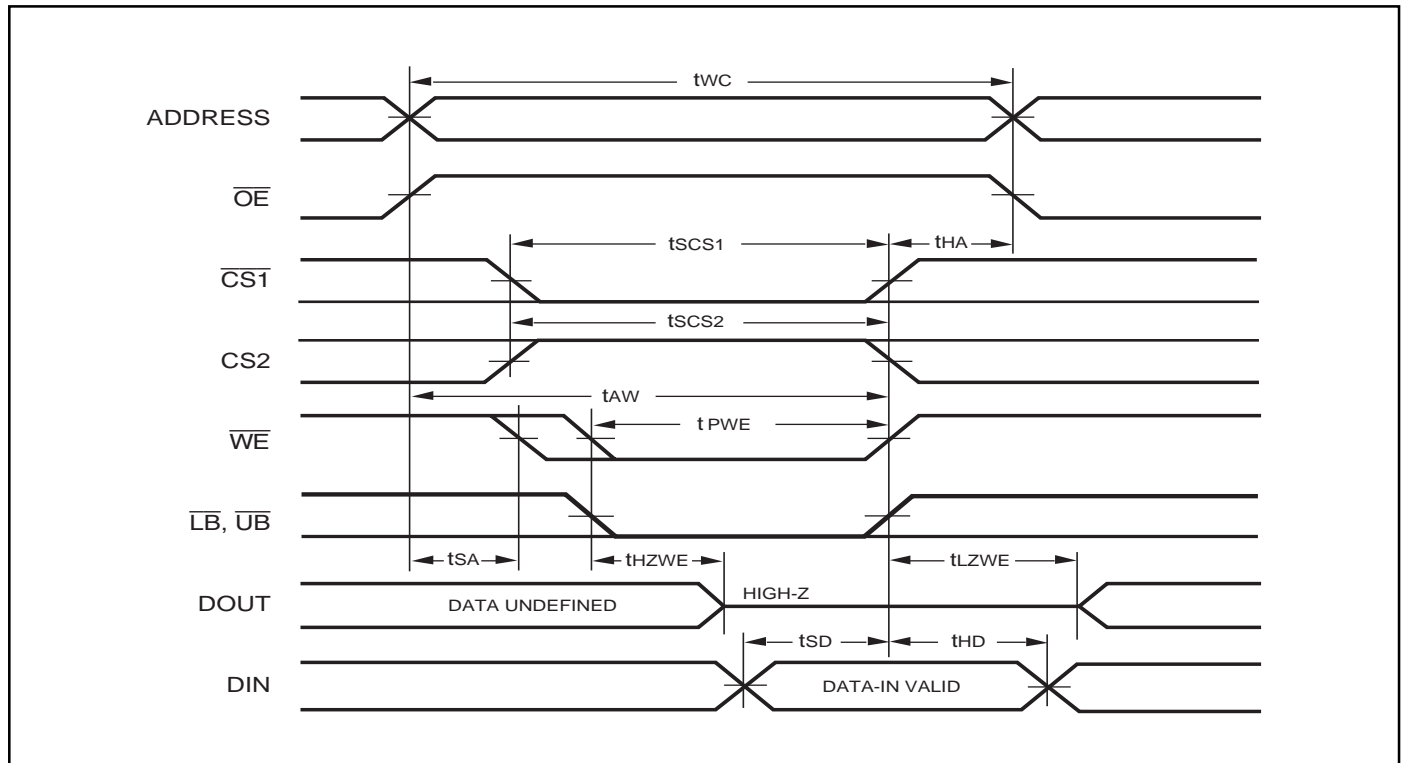 tWC
ADDRESS
OE
tSCS1
tHA
CS1
tSCS2
CS2
tAW
tPWE
WE
LB, UB
tSA
tHZWE
tLZWE
DOUT
DATA UNDEFINED
HIGH-Z
tSD
tHD
DIN
DATA-IN VALID